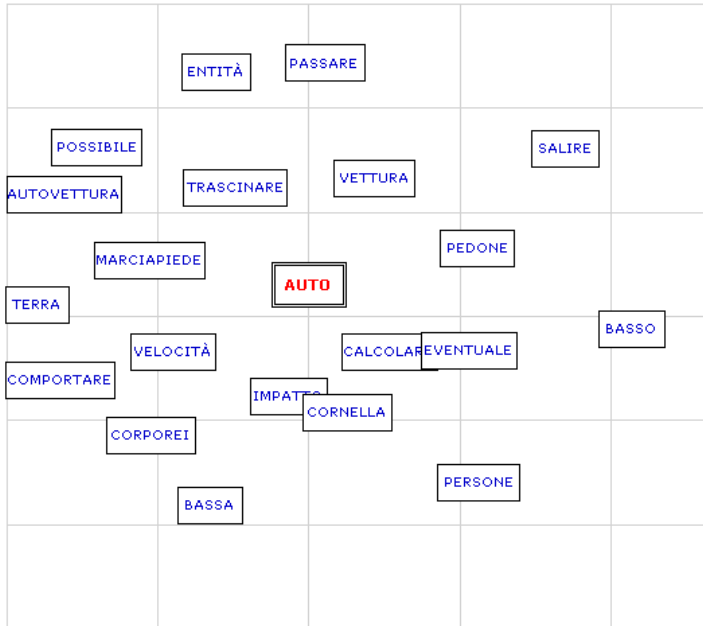 ENTITÀ
PASSARE
POSSIBILE
SALIRE
AUTOVETTURA
TRASCINARE
VETTURA
MARCIAPIEDE
PEDONE
AUTO
TERRA
BASSO
VELOCITÀ
CALCOLAR
EVENTUALE
COMPORTARE
IMPATTO
CORNELLA
CORPOREI
PERSONE
BASSA